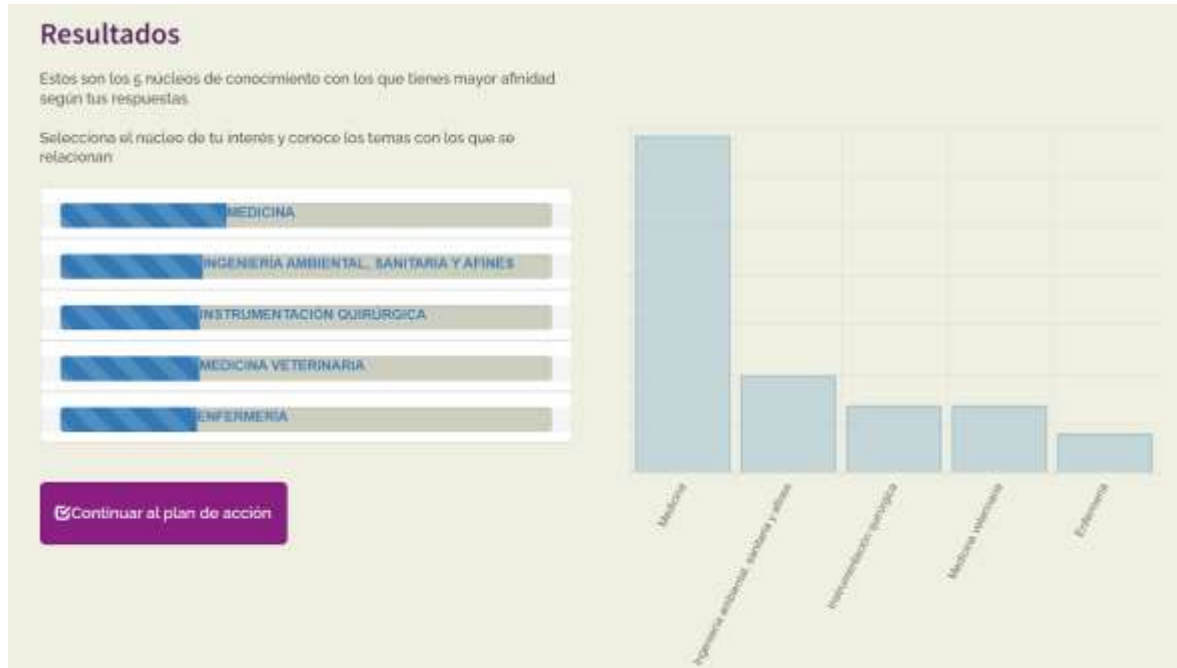 Resultados
Estos son los 5 núcleos de conocimiento con los que tienes mayor afinidad
según tus respuestas
Selecciona el núcleo de tu interés y conoce los temas con los que se
relacionan
MEDICINA
INGENIERÍA AMBIENTAL, SANITARIA Y AFINES
INSTRUMENTACIÓN QUIRÚRGICA
MEDICINA VETERINARIA
ENFERMERÍA
Continuar al plan de acción
Medicina
Ingeniería ambiental, sanitaria y afines
Instrumentación quirúrgica
Medicina veterinaria
Enfermería